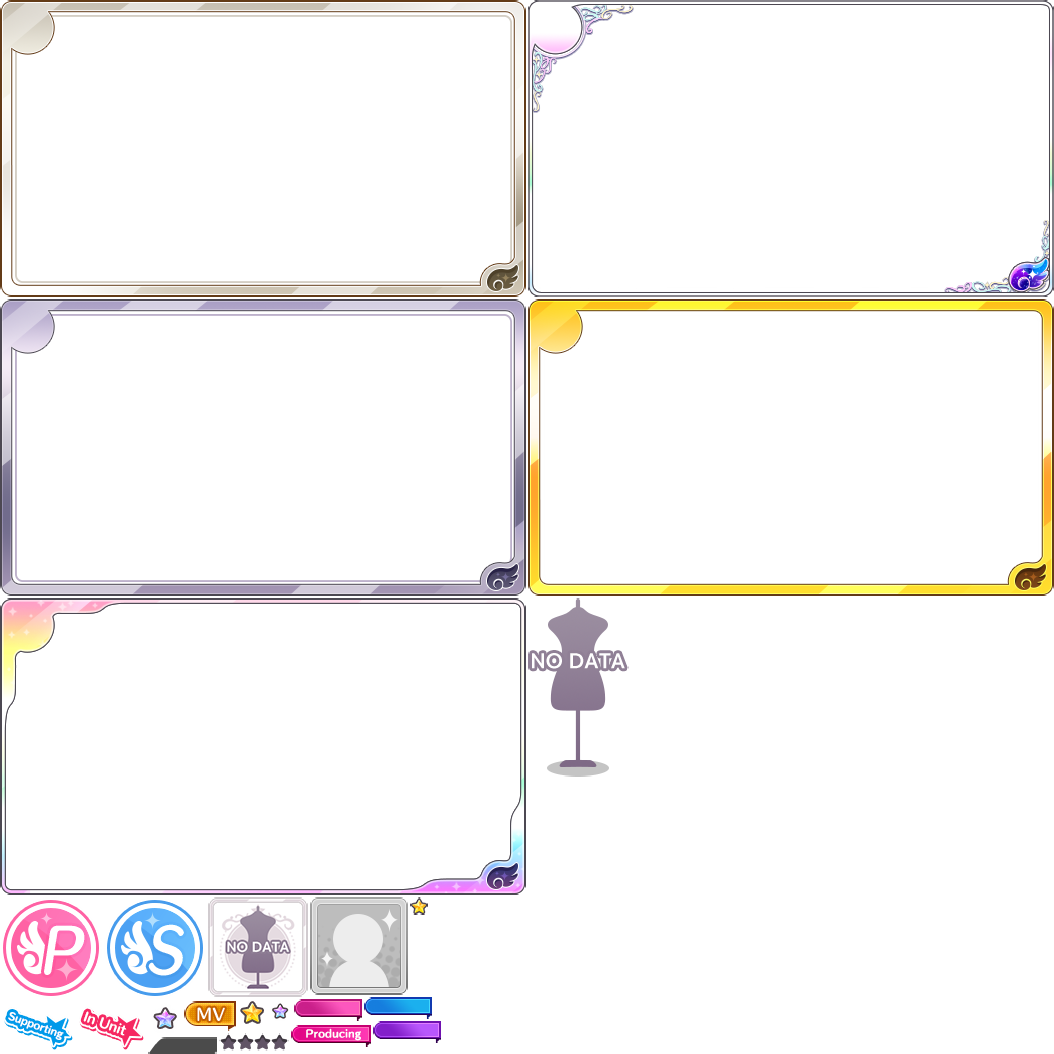 NO DATA
P
S
NO DATA
Supporting
In Unit
MV
Producing